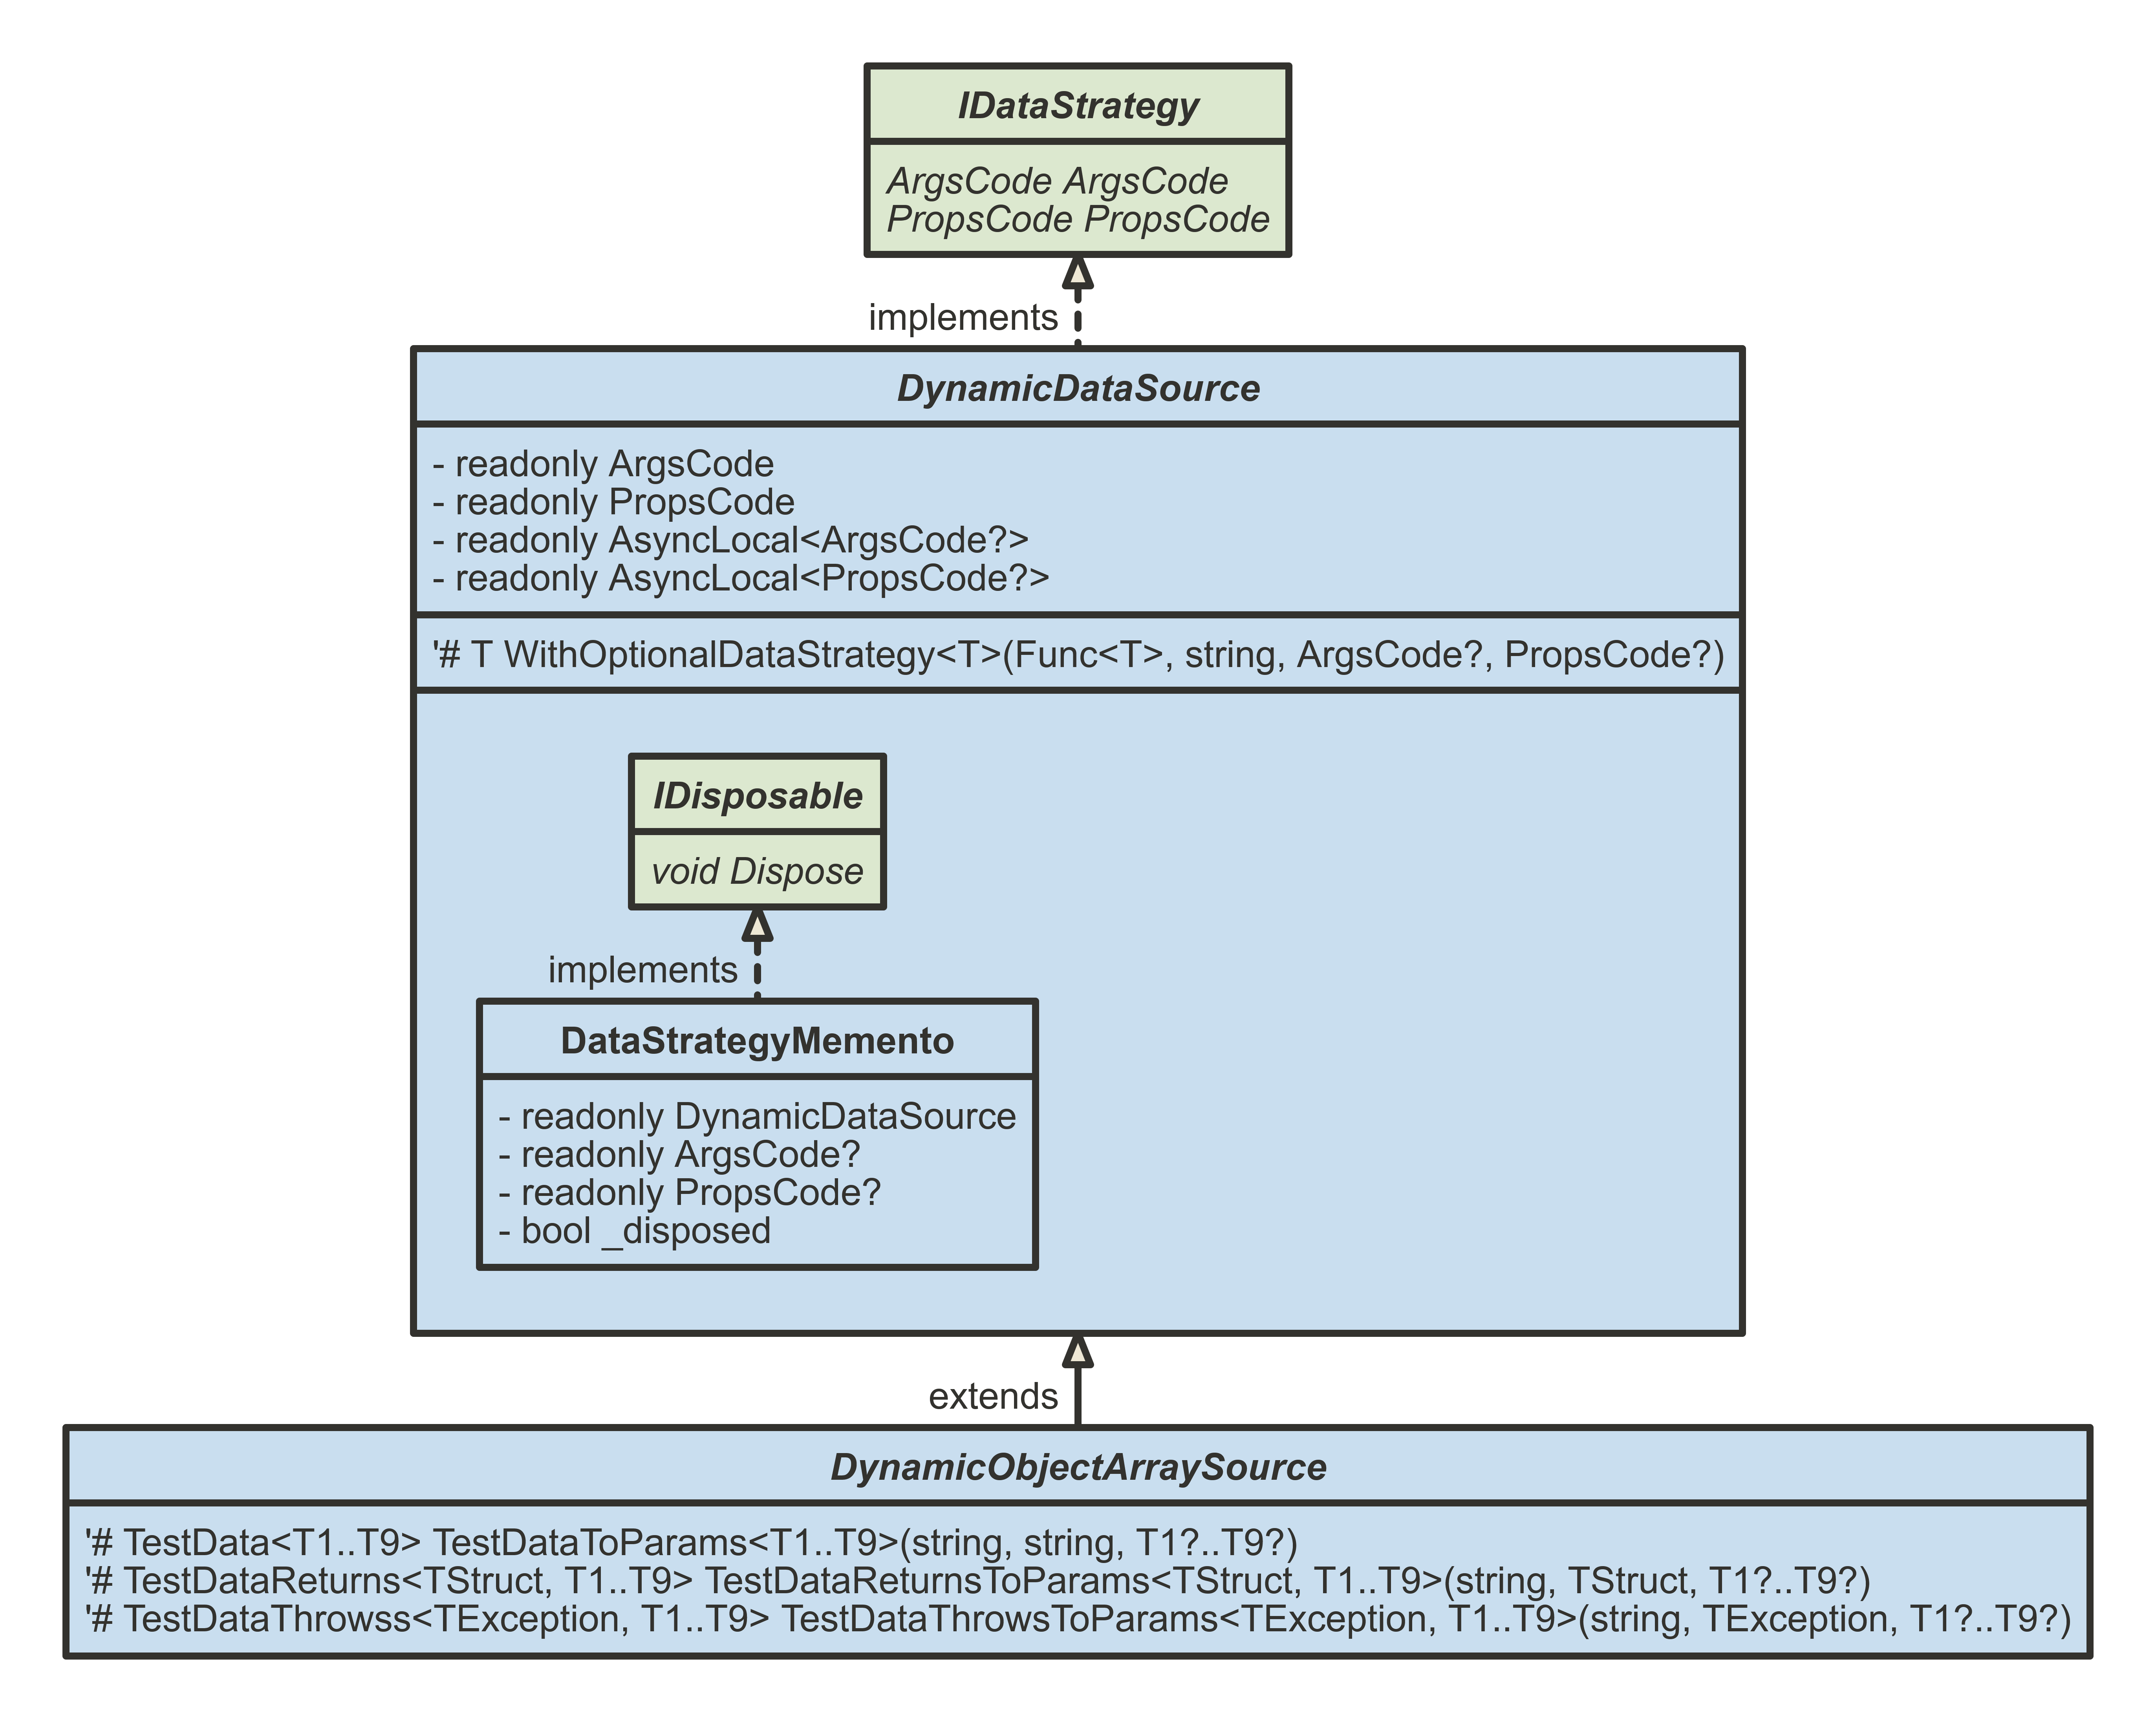 IDataStrategy
ArgsCode ArgsCode
PropsCode PropsCode
implements
DynamicDataSource
- readonly ArgsCode
- readonly PropsCode
- readonly AsyncLocal<ArgsCode?>
- readonly AsyncLocal<PropsCode?>
'# T WithOptionalDataStrategy<T>(Func<T>, string, ArgsCode?, PropsCode?)
IDisposable
void Dispose
implements
DataStrategyMemento
- readonly DynamicDataSource
- readonly ArgsCode?
- readonly PropsCode?
- bool _disposed
extends
DynamicObjectArraySource
'# TestData<T1..T9> TestDataToParams<T1..T9>(string, string, T1?..T9?)
'# TestDataReturns<TStruct, T1..T9> TestDataReturnsToParams<TStruct, T1..T9>(string, TStruct, T1?..T9?)
'# TestDataThrowss<TException, T1..T9> TestDataThrowsToParams<TException, T1..T9>(string, TException, T1?..T9?)